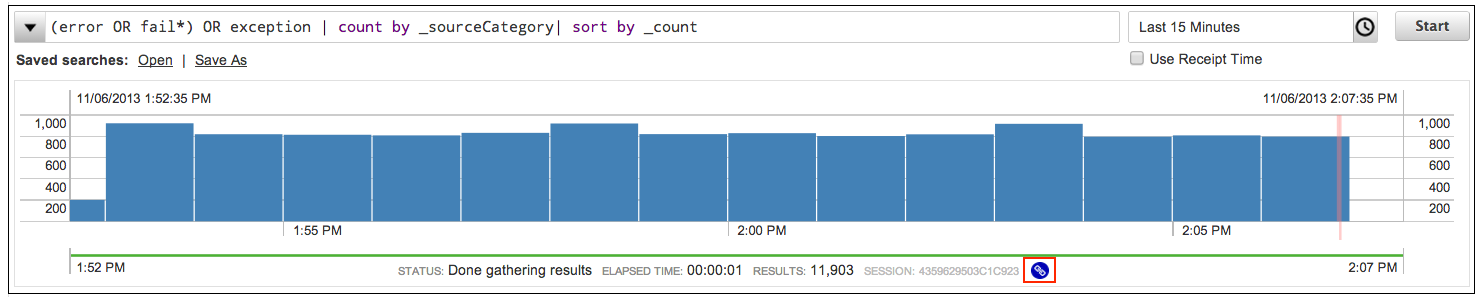 (error OR fail*) OR exception | count by _sourceCategory| sort by _count
Last 15 Minutes
Start
Saved searches: Open | Save As
Use Receipt Time
11/06/2013 1:52:35 PM
11/06/2013 2:07:35 PM
1,000
1,000
800
800
600
600
400
400
200
200
1:55 PM
2:00 PM
2:05 PM
1:52 PM
STATUS: Done gathering results ELAPSED TIME: 00:00:01 RESULTS: 11,903 SESSION: 4359629503C1C923
2:07 PM